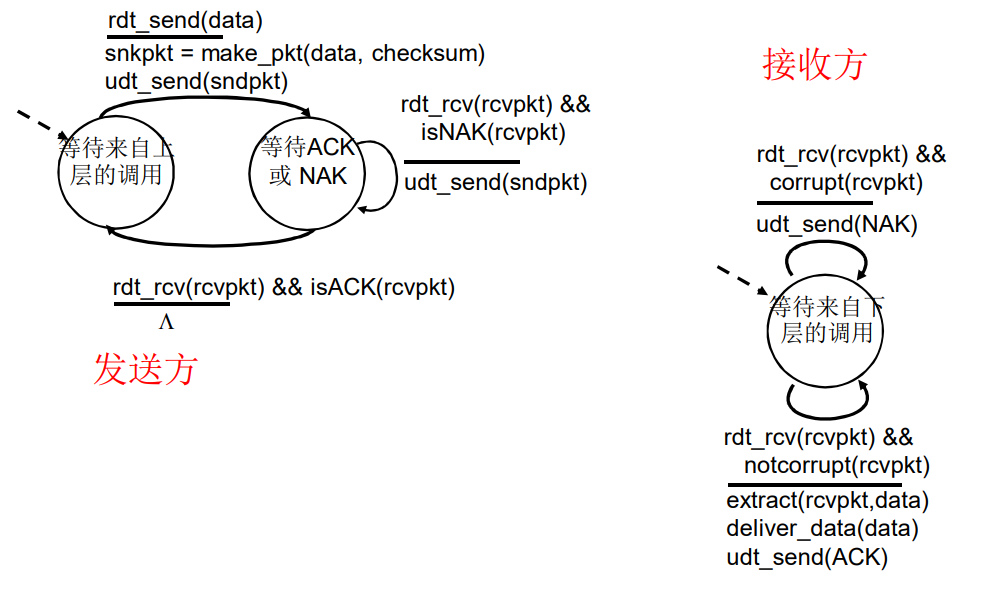 rdt_send(data)
snkpkt = make_pkt(data, checksum)
udt_send(sndpkt)
等待来自上
层的调用
等待ACK
或 NAK
rdt_rcv(rcvpkt) &&
isNAK(rcvpkt)
udt_send(sndpkt)
rdt_rcv(rcvpkt) && isACK(rcvpkt)
Λ
发送方
接收方
rdt_rcv(rcvpkt) &&
corrupt(rcvpkt)
udt_send(NAK)
等待来自下
层的调用
rdt_rcv(rcvpkt) &&
notcorrupt(rcvpkt)
extract(rcvpkt,data)
deliver_data(data)
udt_send(ACK)